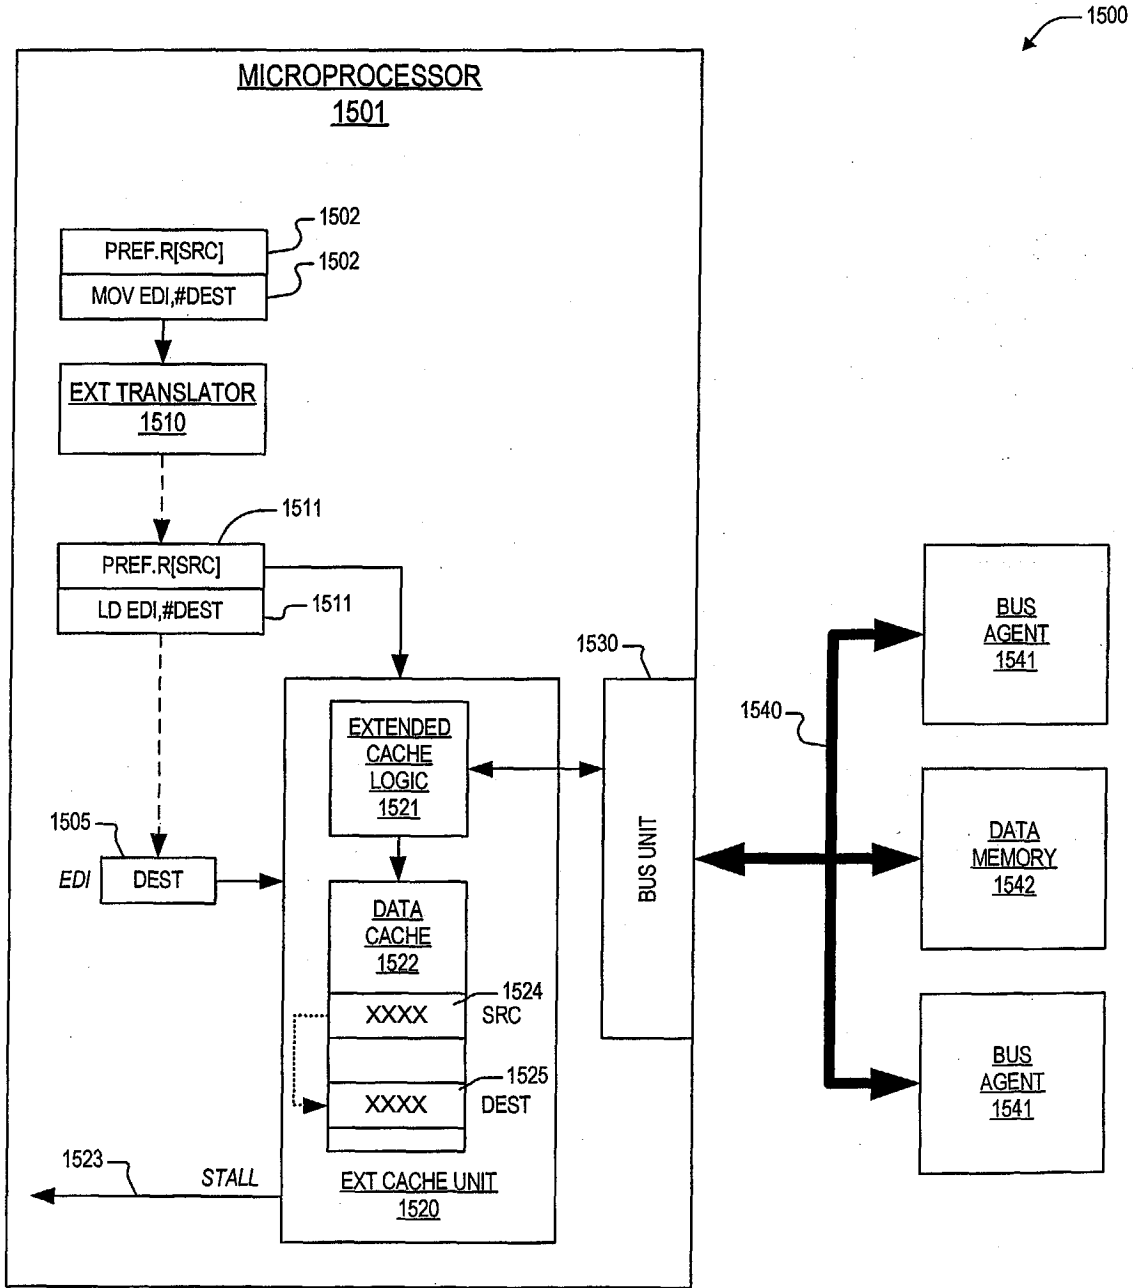 1500
MICROPROCESSOR
1501
1502
PREF.R[SRC]
1502
MOV EDI,#DEST
EXT TRANSLATOR
1510
1511
PREF.R[SRC]
1511
LD EDI,#DEST
1505
EDI
DEST
EXTENDED
CACHE
LOGIC
1521
DATA
CACHE
1522
1524
XXXX
SRC
1525
XXXX
DEST
1523
STALL
EXT CACHE UNIT
1520
1530
BUS UNIT
1540
BUS
AGENT
1541
DATA
MEMORY
1542
BUS
AGENT
1541